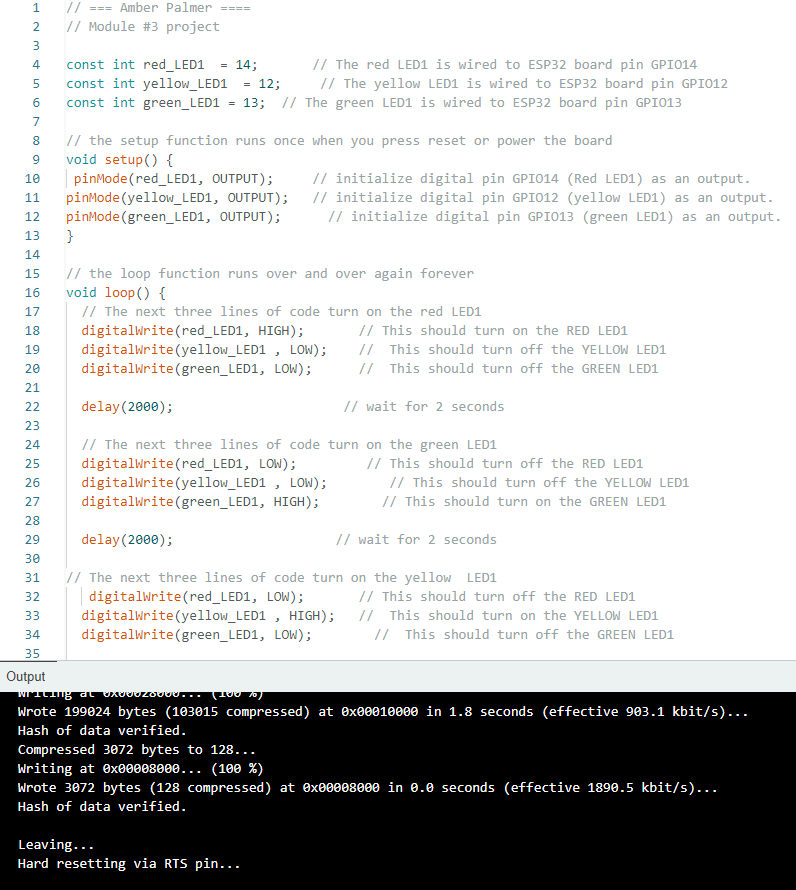 1 // === Amber Palmer ====
2 // Module #3 project
3
4 const int red_LED1  = 14;       // The red LED1 is wired to ESP32 board pin GPIO14
5 const int yellow_LED1  = 12;     // The yellow LED1 is wired to ESP32 board pin GPIO12
6 const int green_LED1 = 13;  // The green LED1 is wired to ESP32 board pin GPIO13
7
8 // the setup function runs once when you press reset or power the board
9 void setup() {
10  pinMode(red_LED1, OUTPUT);     // initialize digital pin GPIO14 (Red LED1) as an output.
11 pinMode(yellow_LED1, OUTPUT);   // initialize digital pin GPIO12 (yellow LED1) as an output.
12 pinMode(green_LED1, OUTPUT);      // initialize digital pin GPIO13 (green LED1) as an output.
13 }
14
15 // the loop function runs over and over again forever
16 void loop() {
17   // The next three lines of code turn on the red LED1
18   digitalWrite(red_LED1, HIGH);       // This should turn on the RED LED1
19   digitalWrite(yellow_LED1 , LOW);    //  This should turn off the YELLOW LED1
20   digitalWrite(green_LED1, LOW);      //  This should turn off the GREEN LED1
21
22   delay(2000);                      // wait for 2 seconds
23
24   // The next three lines of code turn on the green LED1
25   digitalWrite(red_LED1, LOW);         // This should turn off the RED LED1
26   digitalWrite(yellow_LED1 , LOW);        // This should turn off the YELLOW LED1
27   digitalWrite(green_LED1, HIGH);        // This should turn on the GREEN LED1
28
29   delay(2000);                     // wait for 2 seconds
30
31 // The next three lines of code turn on the yellow  LED1
32    digitalWrite(red_LED1, LOW);       // This should turn off the RED LED1
33   digitalWrite(yellow_LED1 , HIGH);   //  This should turn on the YELLOW LED1
34   digitalWrite(green_LED1, LOW);        //  This should turn off the GREEN LED1
35
Output
Writing at 0x00028000... (100 %)
Wrote 199024 bytes (103015 compressed) at 0x00010000 in 1.8 seconds (effective 903.1 kbit/s)...
Hash of data verified.
Compressed 3072 bytes to 128...
Writing at 0x00008000... (100 %)
Wrote 3072 bytes (128 compressed) at 0x00008000 in 0.0 seconds (effective 1890.5 kbit/s)...
Hash of data verified.

Leaving...
Hard resetting via RTS pin...